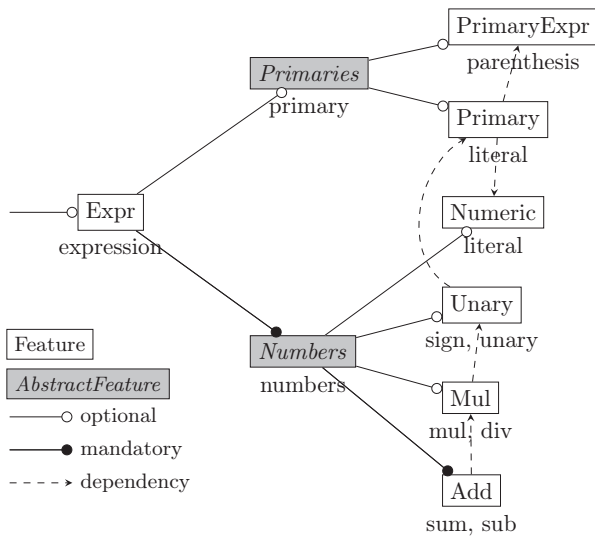 PrimaryExpr
parenthesis
Primaries
primary
Primary
literal
Expr
expression
Numeric
literal
Unary
sign, unary
Numbers
numbers
Mul
mul, div
Add
sum, sub
Feature
AbstractFeature
optional
mandatory
dependency